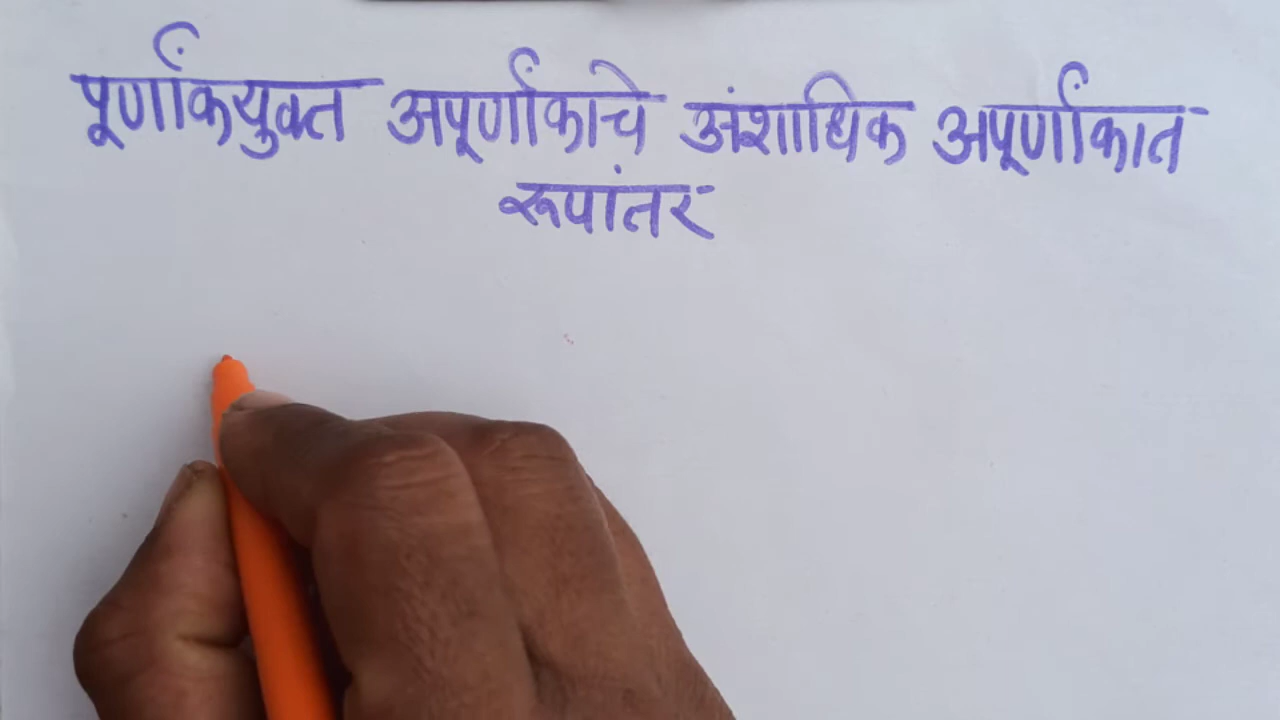 पूर्णांकयुक्त अपूर्णांकाचे अंशाधिक अपूर्णांकात
रूपांतर